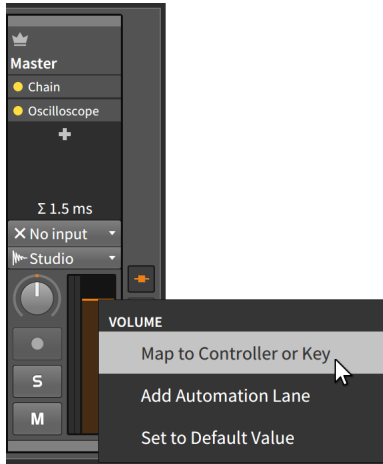 Master
Chain
Oscilloscope
Σ 1.5 ms
No input
Studio
VOLUME
Map to Controller or Key
S
Add Automation Lane
M
Set to Default Value